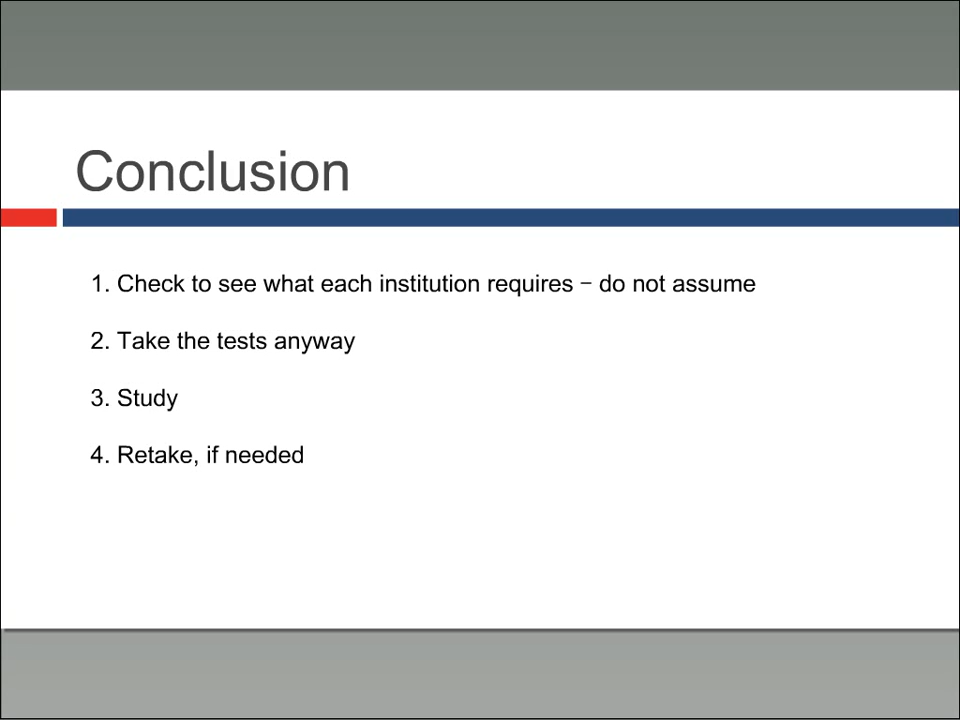 Conclusion
1. Check to see what each institution requires – do not assume
2. Take the tests anyway
3. Study
4. Retake, if needed